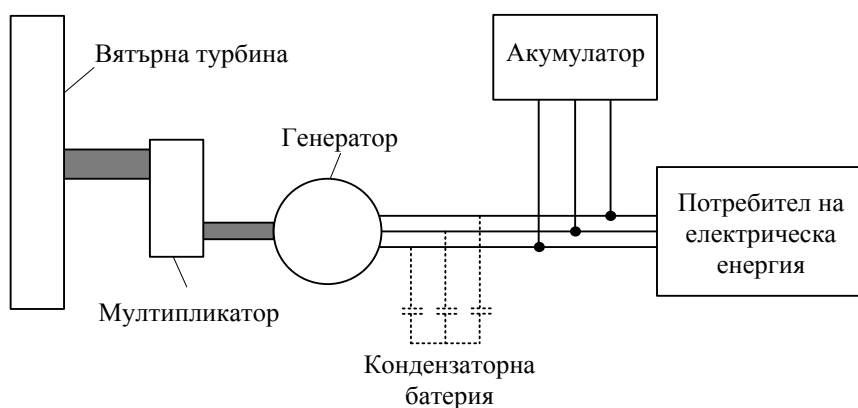 Вятърна турбина
Акумулатор
Генератор
Потребител на
електрическа
енергия
Мултипликатор
Кондензаторна
батерия